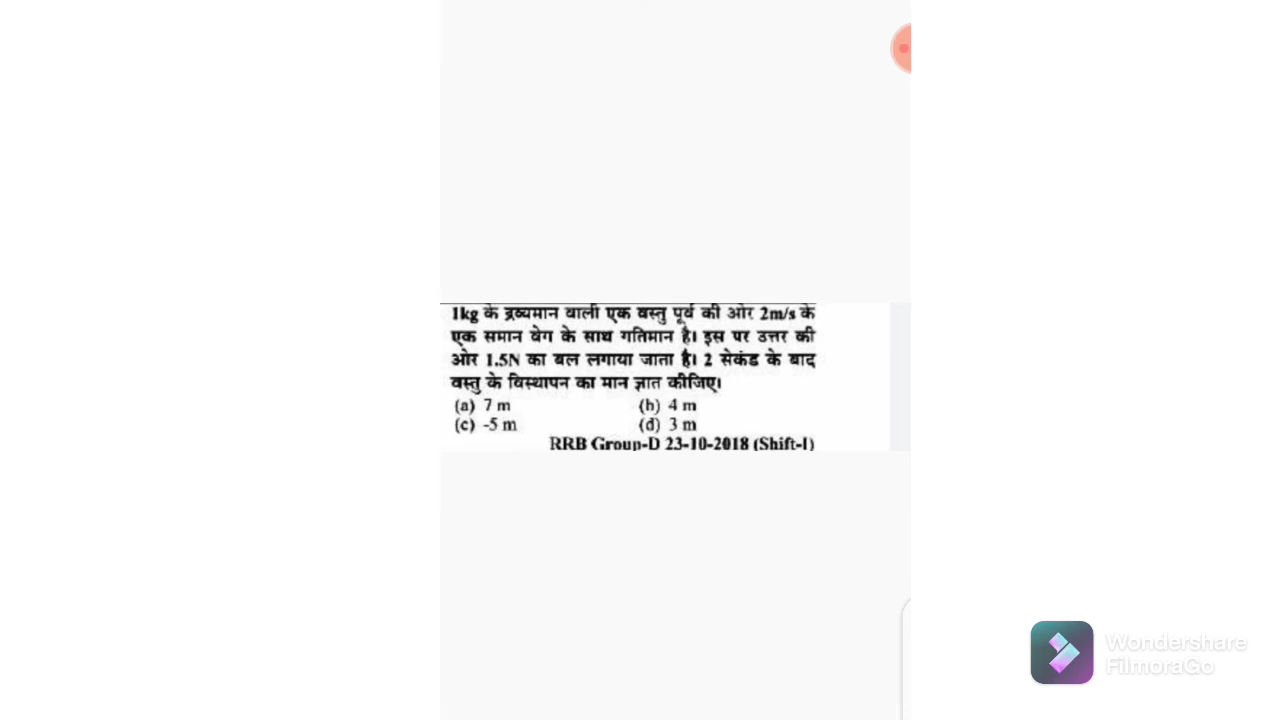 1kg के द्रव्यमान वाली एक वस्तु पूर्व की ओर 2m/s के
एक समान वेग के साथ गतिमान है। इस पर उत्तर की
ओर 1.5N का बल लगाया जाता है। 2 सेकंड के बाद
वस्तु के विस्थापन का मान ज्ञात कीजिए।
(a) 7 m (b) 4 m
(c) -5 m (d) 3 m
RRB Group-D 23-10-2018 (Shift-I)
Wondershare
FilmoraGo